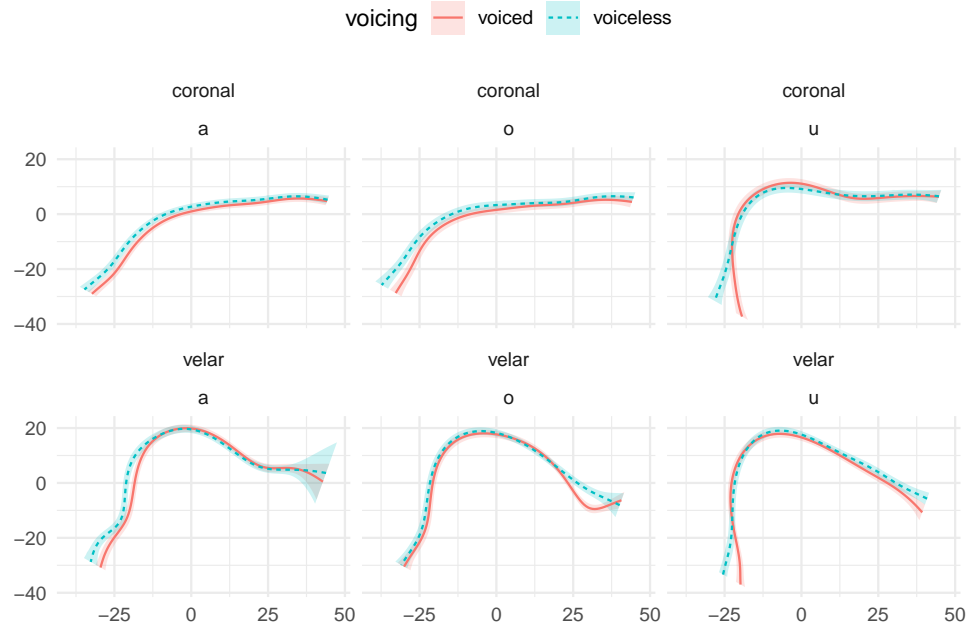 voicing voiced voiceless
coronal coronal coronal
a o u
20
0
−20
−40
velar velar velar
a o u
20
0
−20
−40
−25 0 25 50 −25 0 25 50 −25 0 25 50